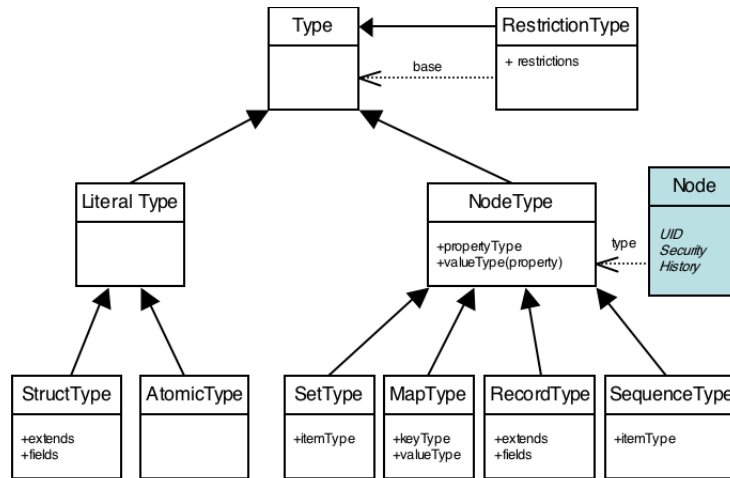 Type
RestrictionType
+ restrictions
base
Literal Type
NodeType
+propertyType
+valueType(property)
type
Node
UID
Security
History
StructType
+extends
+fields
AtomicType
SetType
+itemType
MapType
+keyType
+valueType
RecordType
+extends
+fields
SequenceType
+itemType